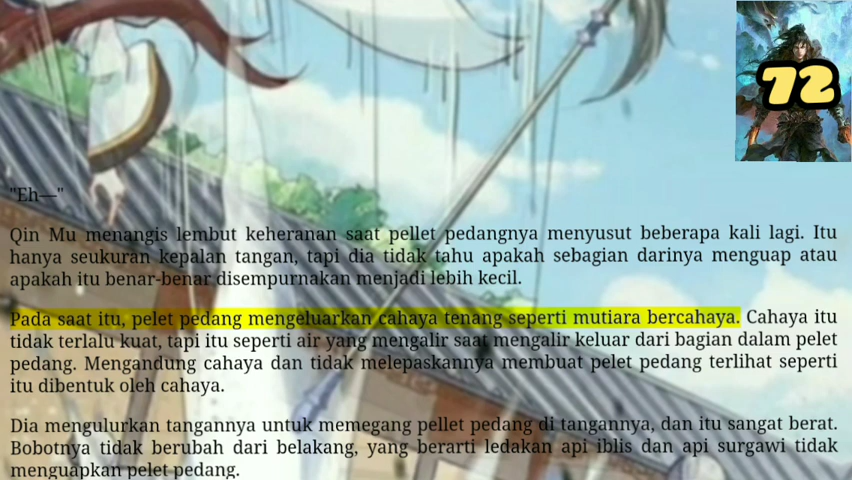 72
"Eh—"
Qin Mu menangis lembut keheranan saat pellet pedangnya menyusut beberapa kali lagi. Itu
hanya seukuran kepalan tangan, tapi dia tidak tahu apakah sebagian darinya menguap atau
apakah itu benar-benar disempurnakan menjadi lebih kecil.
Pada saat itu, pelet pedang mengeluarkan cahaya tenang seperti mutiara bercahaya. Cahaya itu
tidak terlalu kuat, tapi itu seperti air yang mengalir saat mengalir keluar dari bagian dalam pelet
pedang. Mengandung cahaya dan tidak melepaskannya membuat pelet pedang terlihat seperti
itu dibentuk oleh cahaya.
Dia mengulurkan tangannya untuk memegang pellet pedang di tangannya, dan itu sangat berat.
Bobotnya tidak berubah dari belakang, yang berarti ledakan api iblis dan api surgawi tidak
menguapkan pelet pedang.